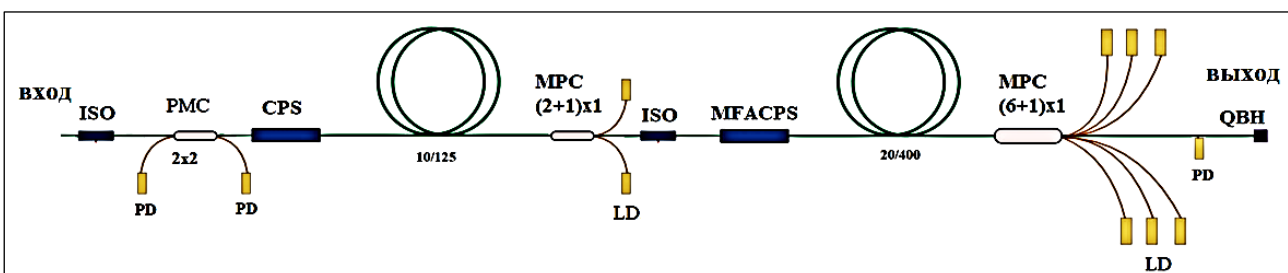 ВХОД
ISO
PMC
2x2
PD
PD
CPS
10/125
MPC
(2+1)x1
LD
ISO
MFACPS
20/400
MPC
(6+1)x1
LD
PD
ВЫХОД
QBH